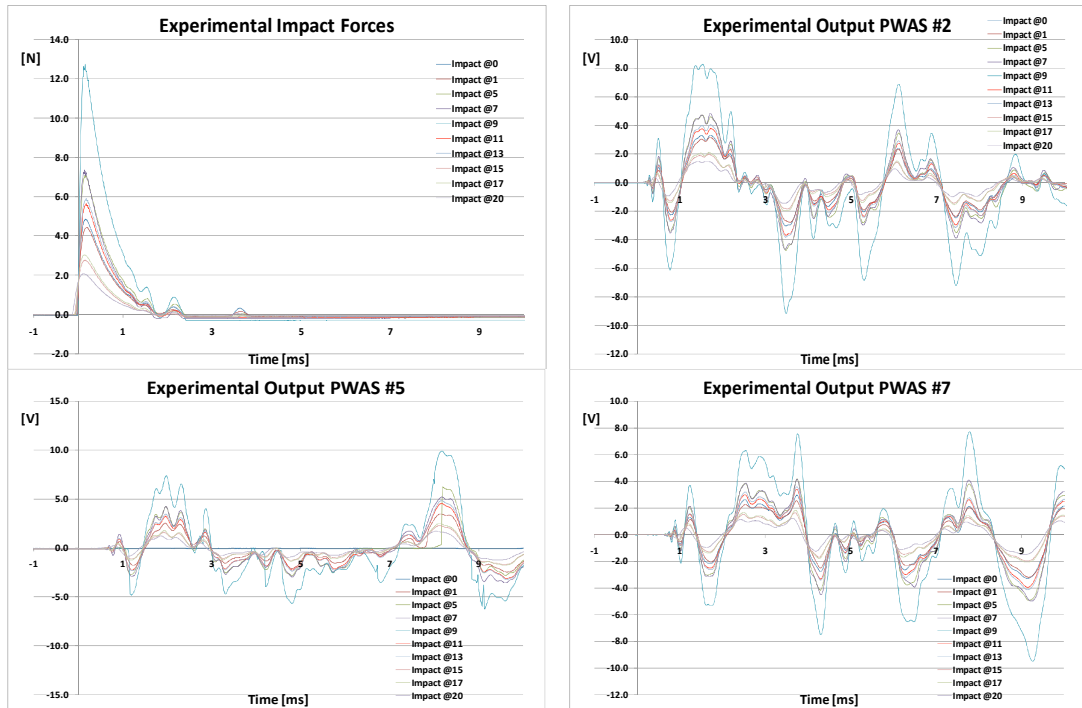 Experimental Impact Forces
[N]
14.0
12.0
10.0
8.0
6.0
4.0
2.0
0.0
-2.0
-1 1 3 5 7 9
Time [ms]
Impact @0
Impact @1
Impact @5
Impact @7
Impact @9
Impact @11
Impact @13
Impact @15
Impact @17
Impact @20
Experimental Output PWAS #2
[V]
10.0
8.0
6.0
4.0
2.0
0.0
-2.0
-4.0
-6.0
-8.0
-10.0
-12.0
-1 1 3 5 7 9
Time [ms]
Impact @0
Impact @1
Impact @5
Impact @7
Impact @9
Impact @11
Impact @13
Impact @15
Impact @17
Impact @20
Experimental Output PWAS #5
[V]
15.0
10.0
5.0
0.0
-5.0
-10.0
-15.0
-1 1 3 5 7 9
Time [ms]
Impact @0
Impact @1
Impact @5
Impact @7
Impact @9
Impact @11
Impact @13
Impact @15
Impact @17
Impact @20
Experimental Output PWAS #7
[V]
10.0
8.0
6.0
4.0
2.0
0.0
-2.0
-4.0
-6.0
-8.0
-10.0
-12.0
-1 1 3 5 7 9
Time [ms]
Impact @0
Impact @1
Impact @5
Impact @7
Impact @9
Impact @11
Impact @13
Impact @15
Impact @17
Impact @20